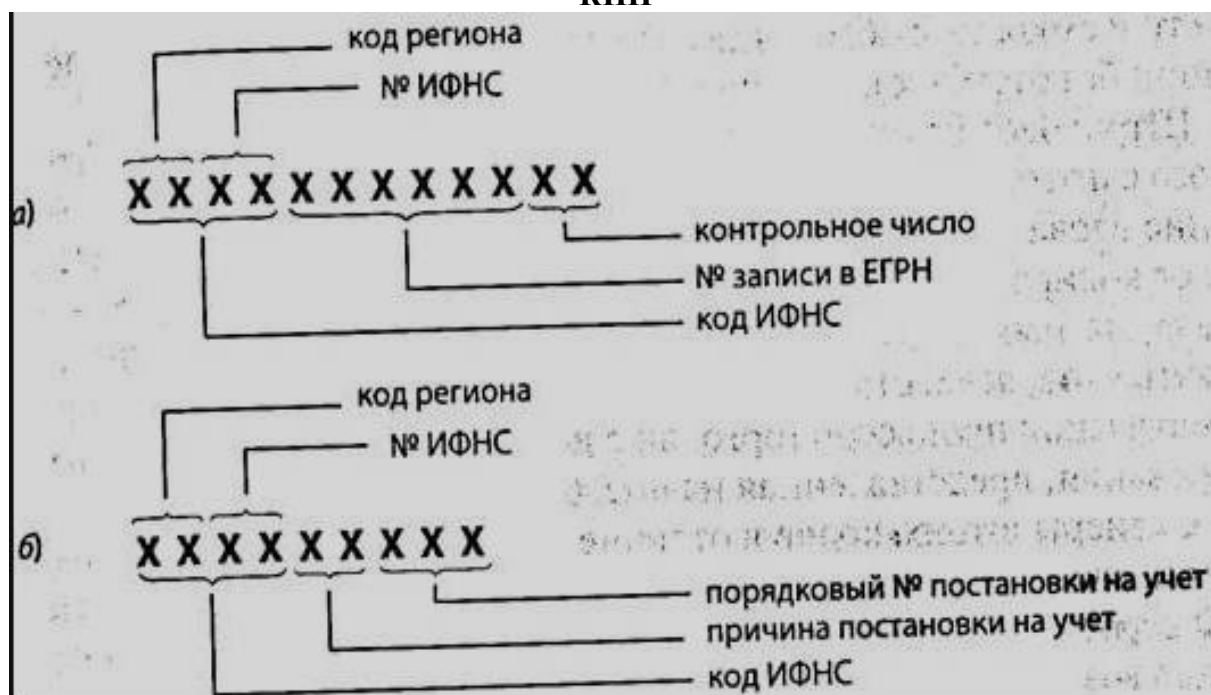 код региона
№ ИФНС
а) X X X X X X X X X X X X
контрольное число
№ записи в ЕГРН
код ИФНС
код региона
№ ИФНС
б) X X X X X X X X X
порядковый № постановки на учет
причина постановки на учет
код ИФНС